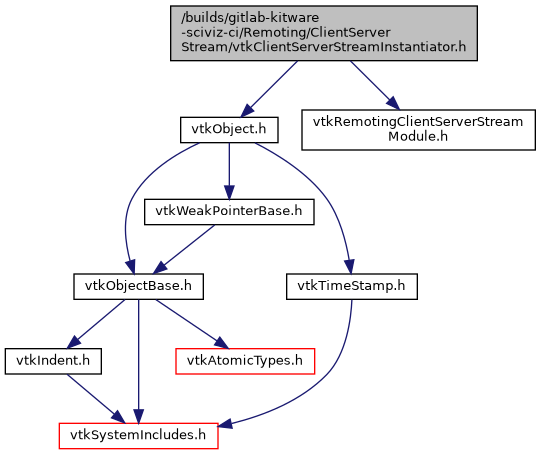 /builds/gitlab-kitware
-sciviz-ci/Remoting/ClientServer
Stream/vtkClientServerStreamInstantiator.h
vtkObject.h
vtkRemotingClientServerStream
Module.h
vtkWeakPointerBase.h
vtkObjectBase.h
vtkTimeStamp.h
vtkIndent.h
vtkAtomicTypes.h
vtkSystemIncludes.h